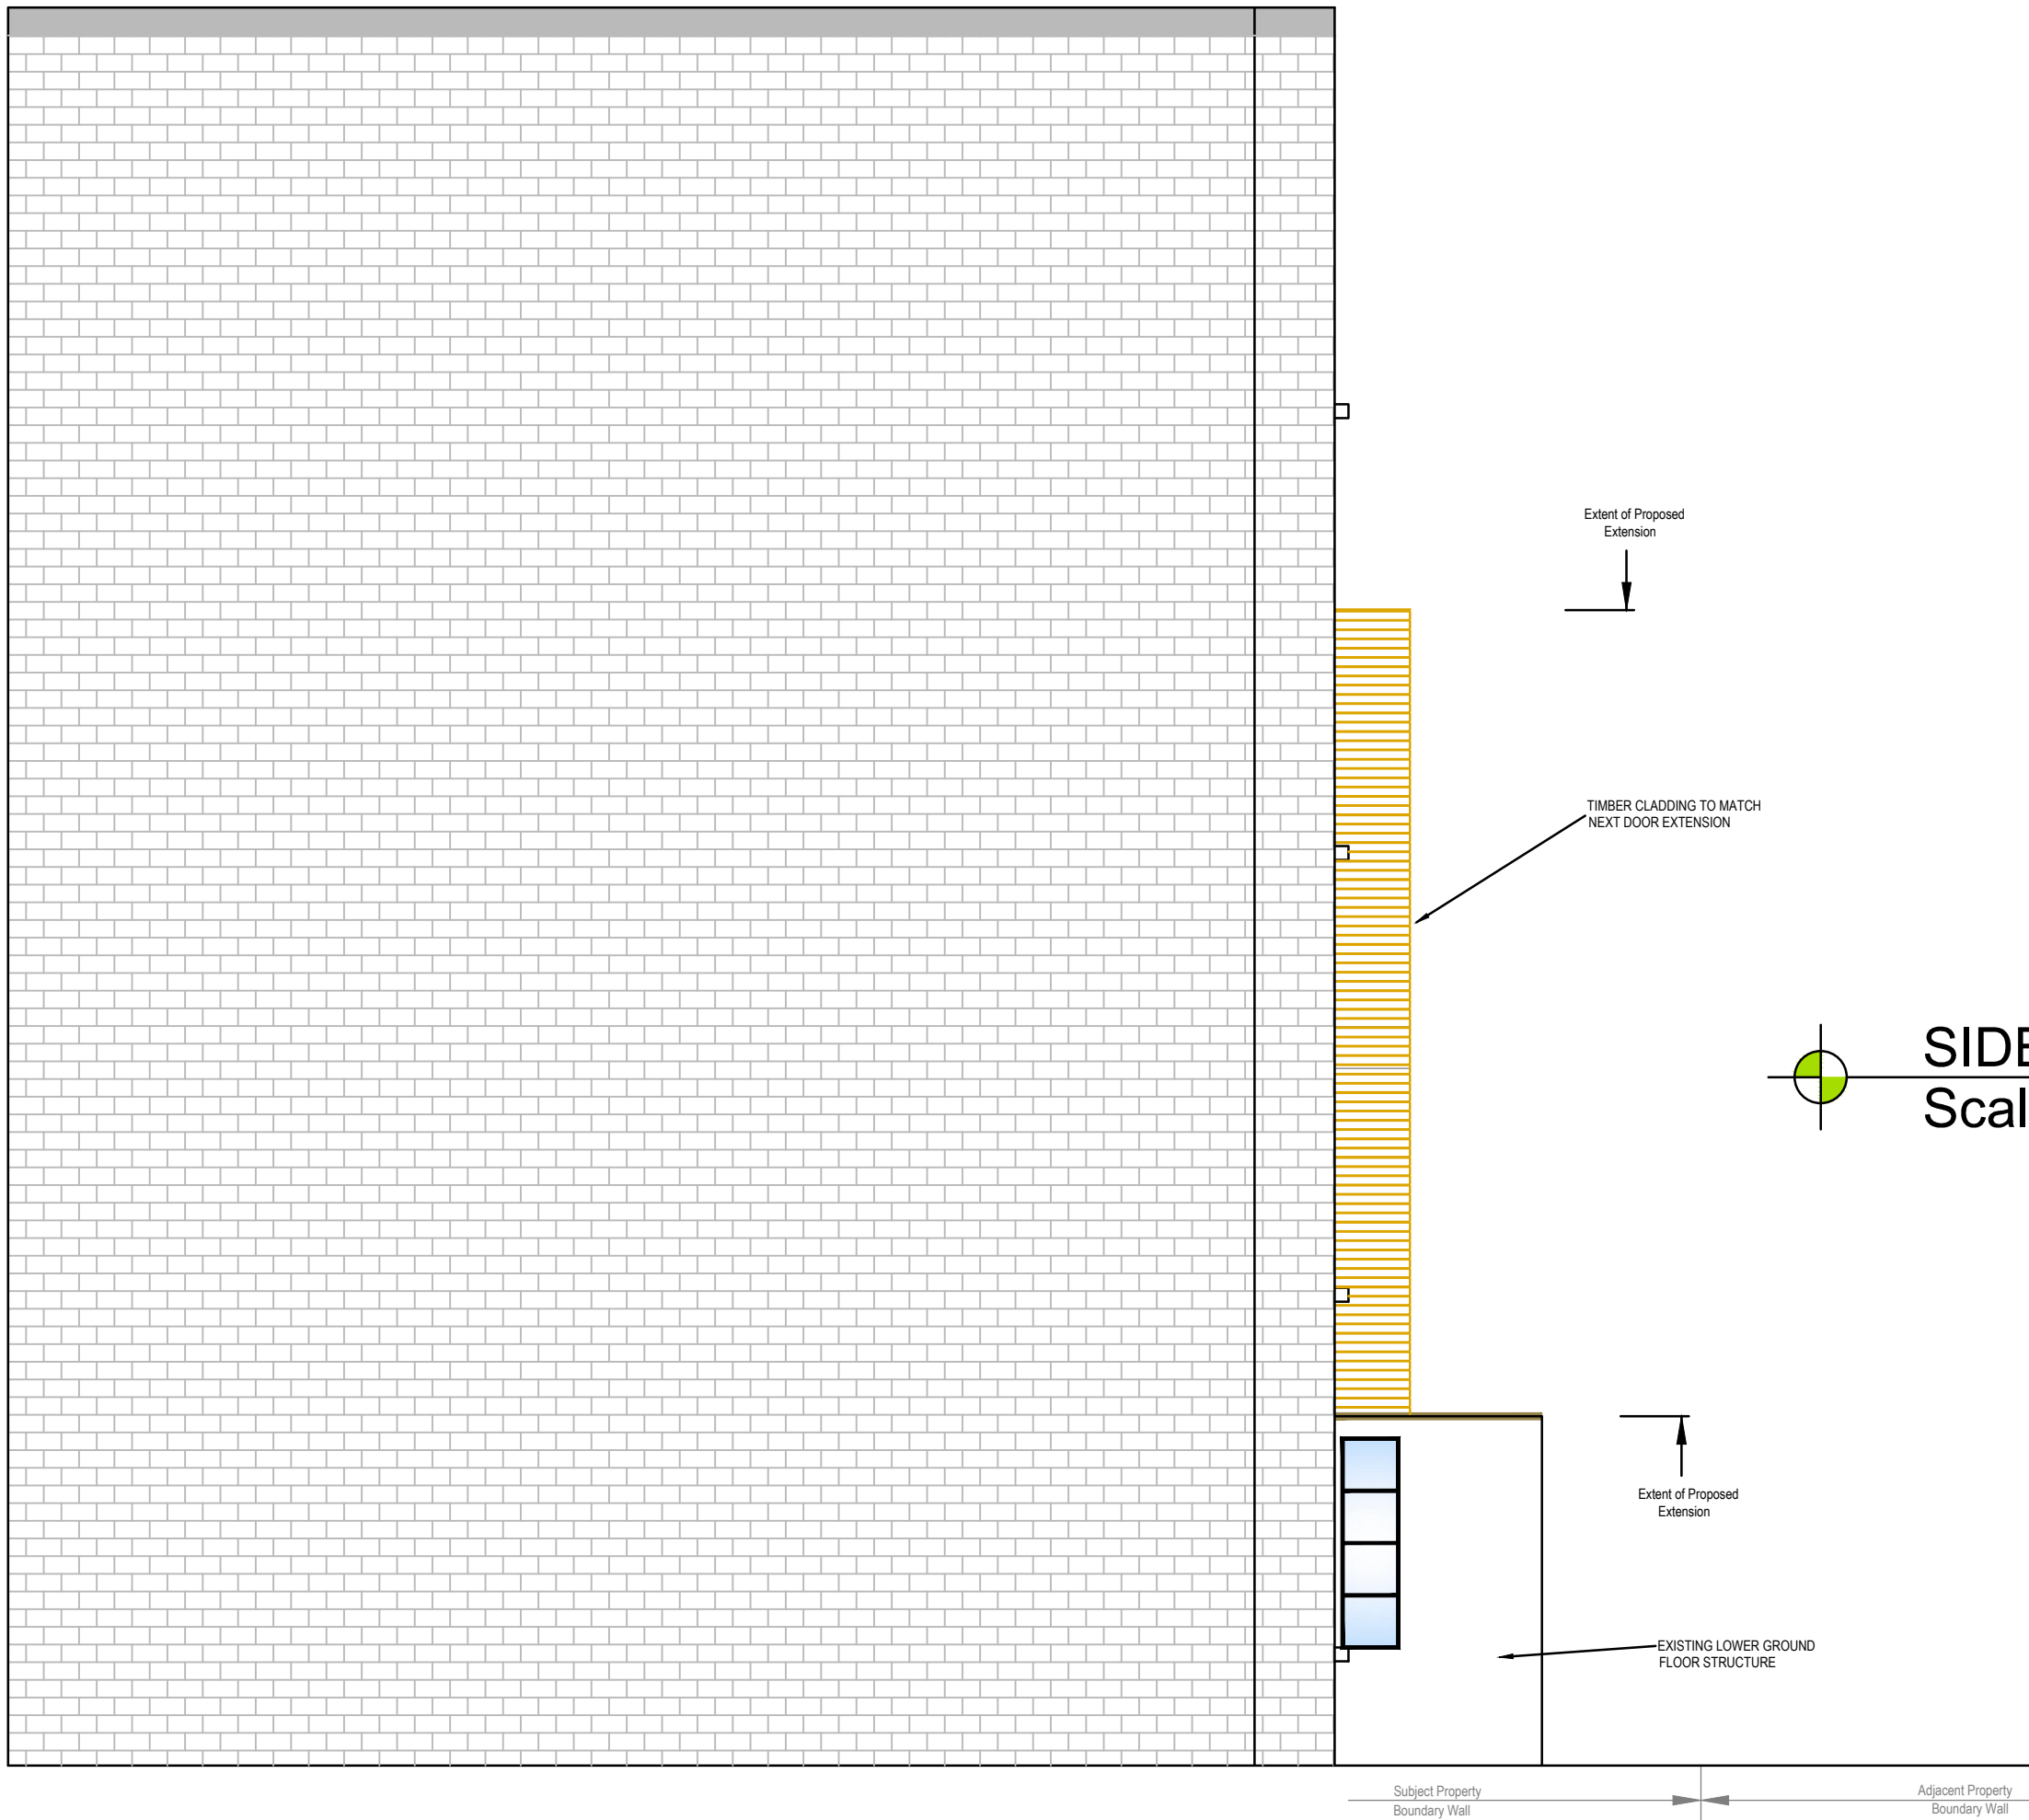 Extent of Proposed
Extension
TIMBER CLADDING TO MATCH
NEXT DOOR EXTENSION
SIDE
Scal
Extent of Proposed
Extension
EXISTING LOWER GROUND
FLOOR STRUCTURE
Subject Property
Boundary Wall
Adjacent Property
Boundary Wall